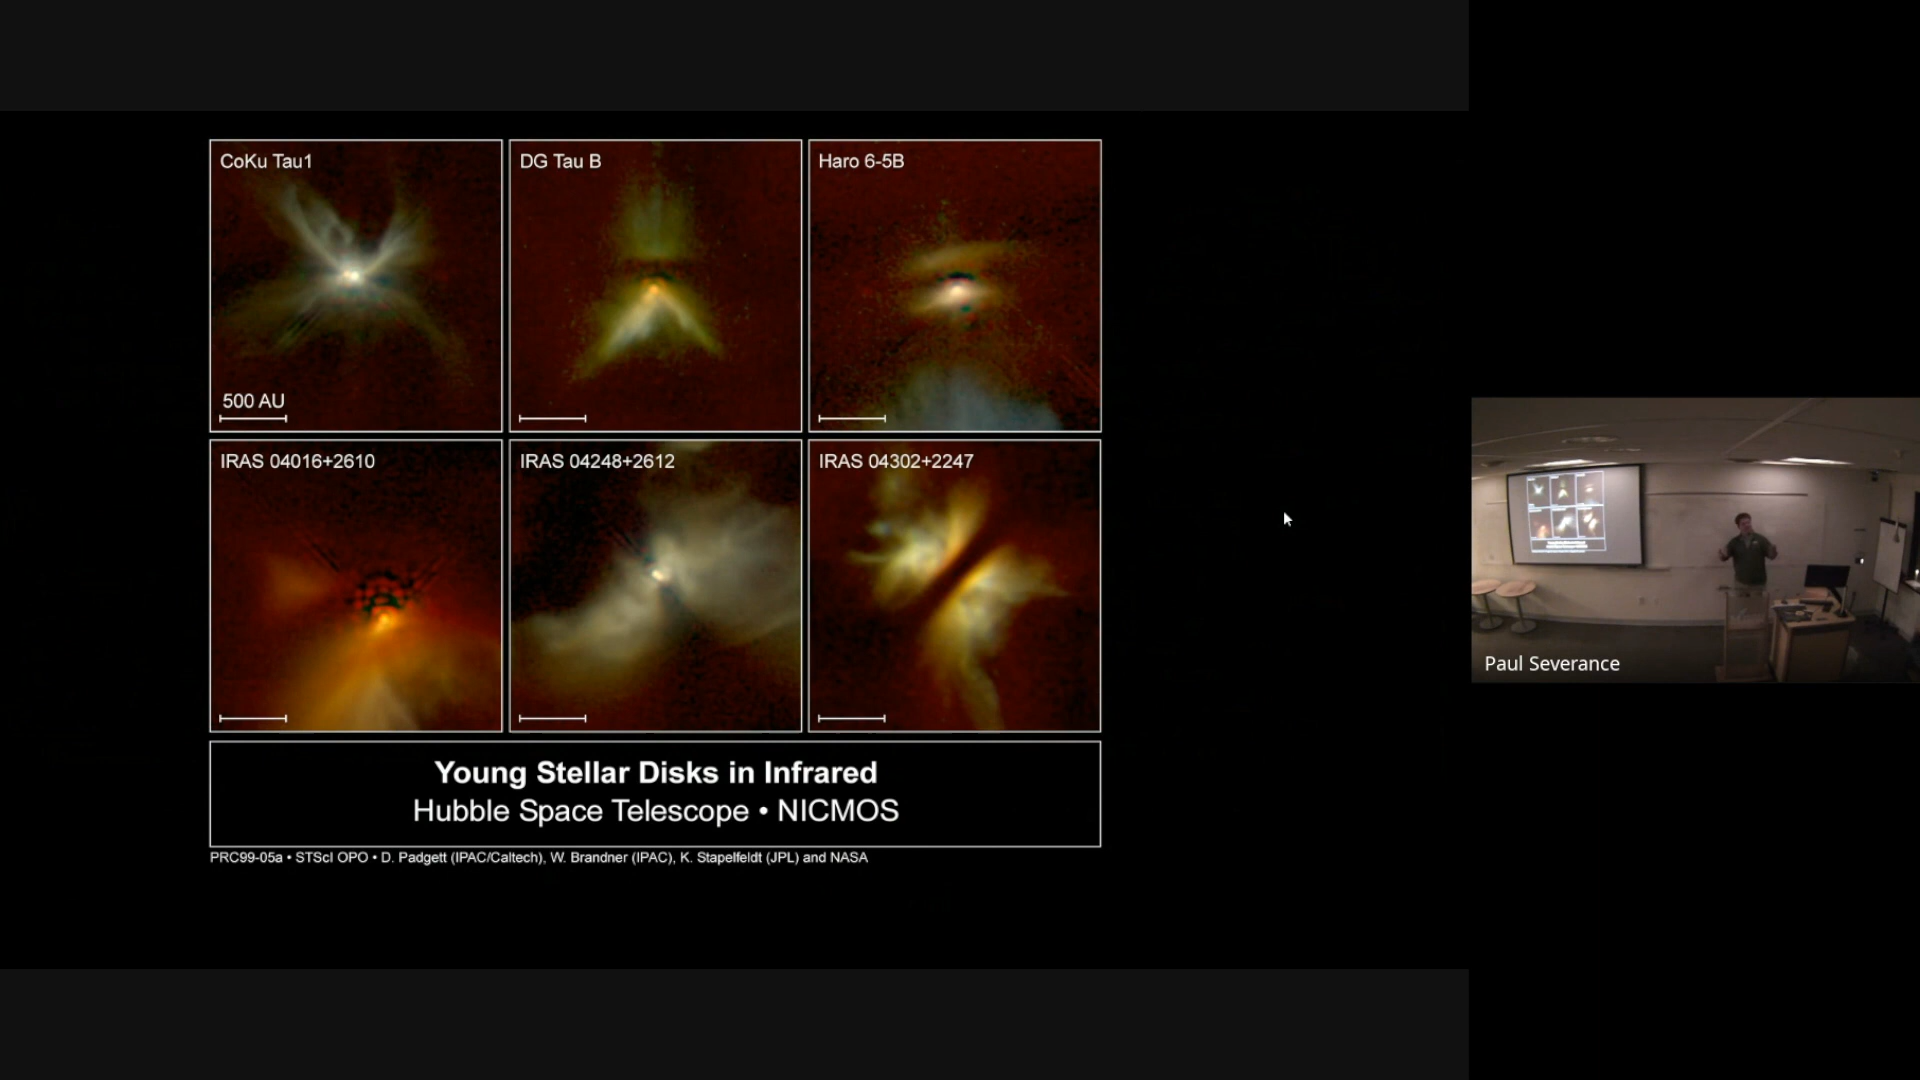 CoKu Tau1
DG Tau B
Haro 6-5B
500 AU
IRAS 04016+2610
IRAS 04248+2612
IRAS 04302+2247
Young Stellar Disks in Infrared
Hubble Space Telescope • NICMOS
PRC99-05a • STScI OPO • D. Padgett (IPAC/Caltech), W. Brandner (IPAC), K. Stapelfeldt (JPL) and NASA
Paul Severance